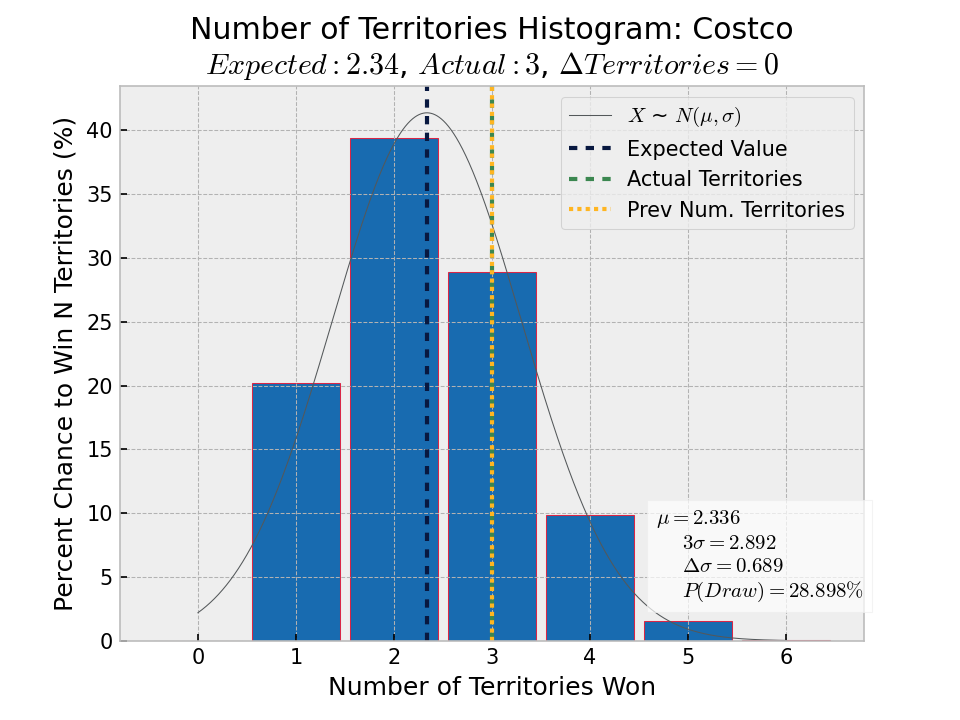 Number of Territories Histogram: Costco
Expected : 2.34, Actual : 3, ΔTerritories = 0
Percent Chance to Win N Territories (%)
40
35
30
25
20
15
10
5
0
X ~ N(μ, σ)
Expected Value
Actual Territories
Prev Num. Territories
μ = 2.336
3σ = 2.892
Δσ = 0.689
P(Draw) = 28.898%
0 1 2 3 4 5 6
Number of Territories Won